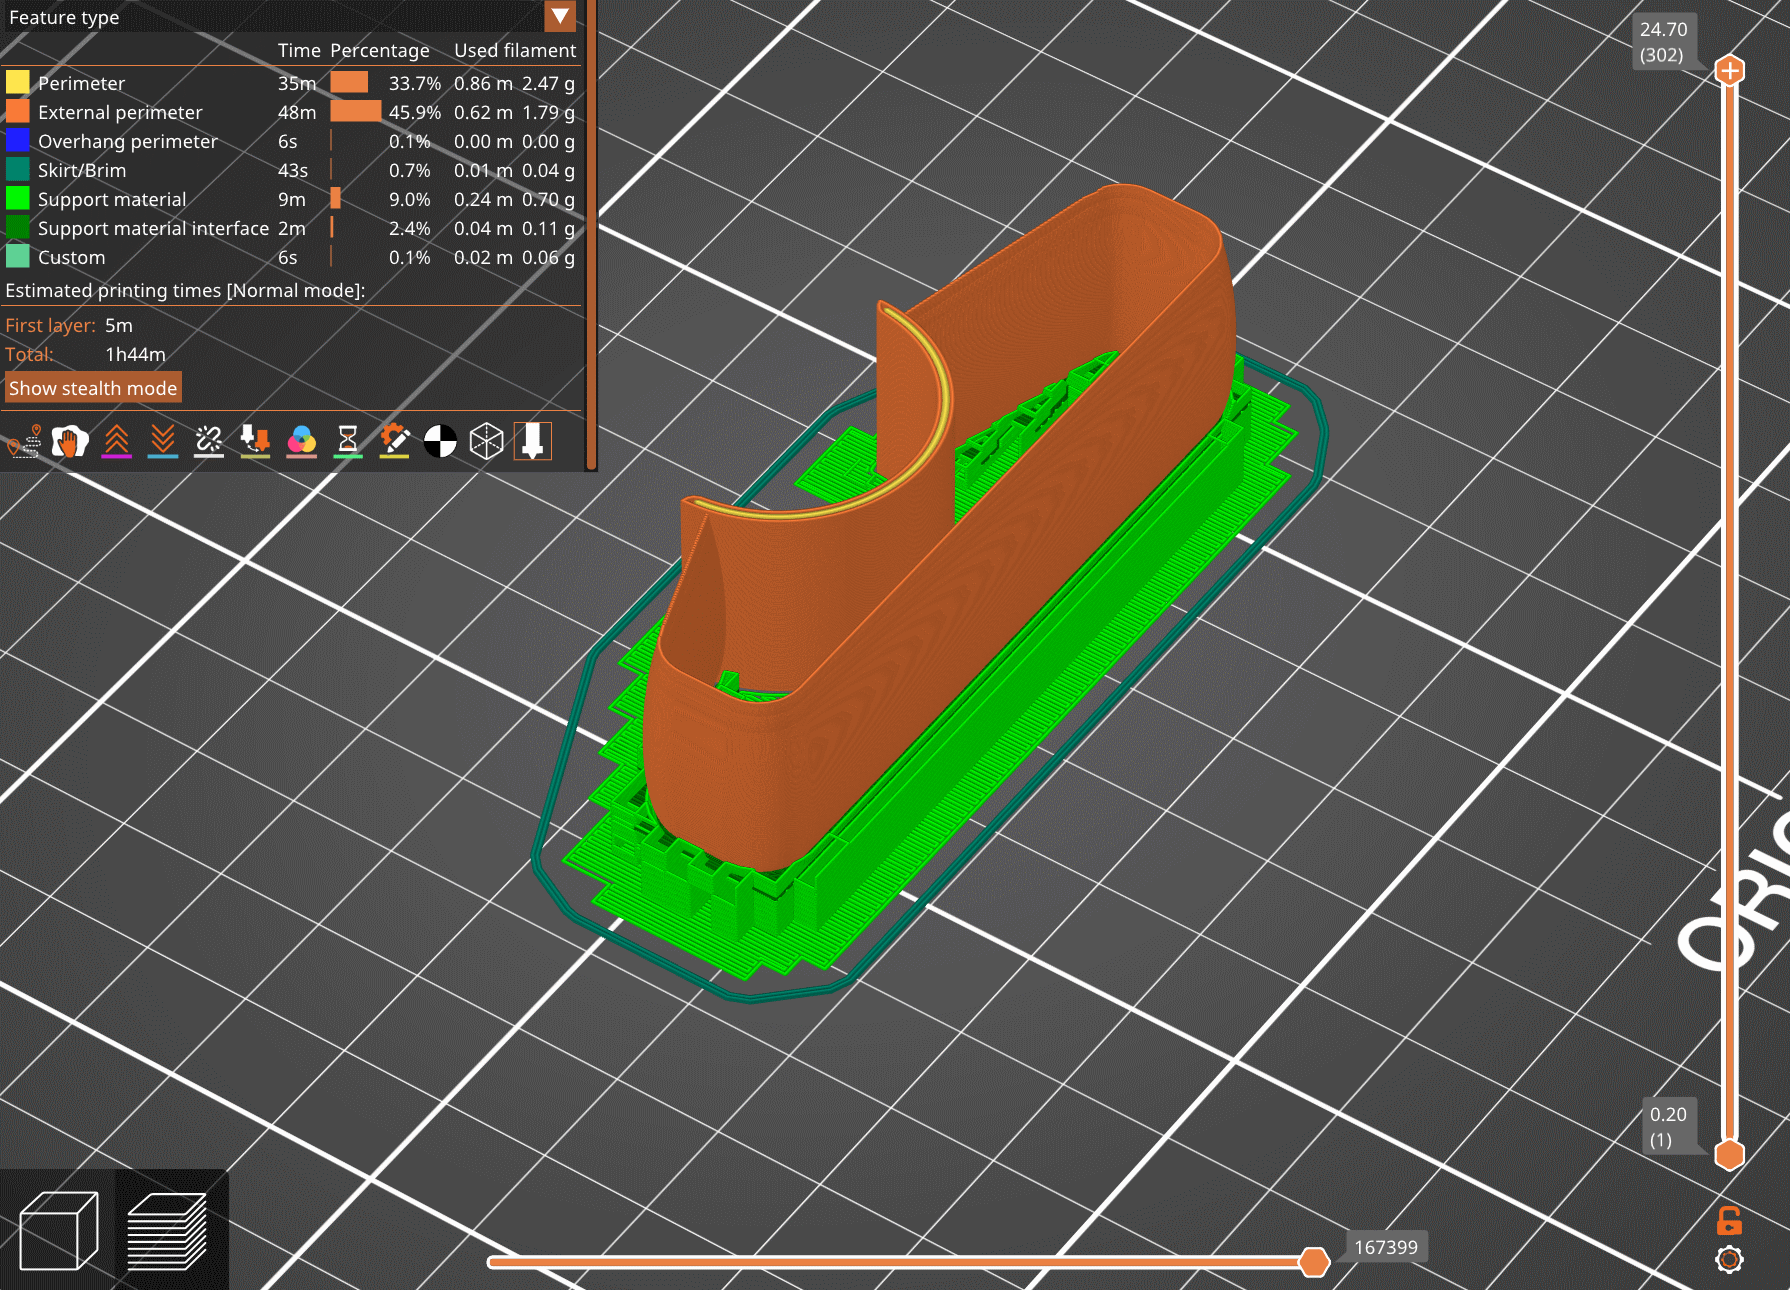 Feature type
Time Percentage Used filament
Perimeter 35m 33.7% 0.86 m 2.47 g
External perimeter 48m 45.9% 0.62 m 1.79 g
Overhang perimeter 6s 0.1% 0.00 m 0.00 g
Skirt/Brim 43s 0.7% 0.01 m 0.04 g
Support material 9m 9.0% 0.24 m 0.70 g
Support material interface 2m 2.4% 0.04 m 0.11 g
Custom 6s 0.1% 0.02 m 0.06 g
Estimated printing times [Normal mode]:
First layer: 5m
Total: 1h44m
Show stealth mode
24.70
(302)
0.20
(1)
ORIG
167399